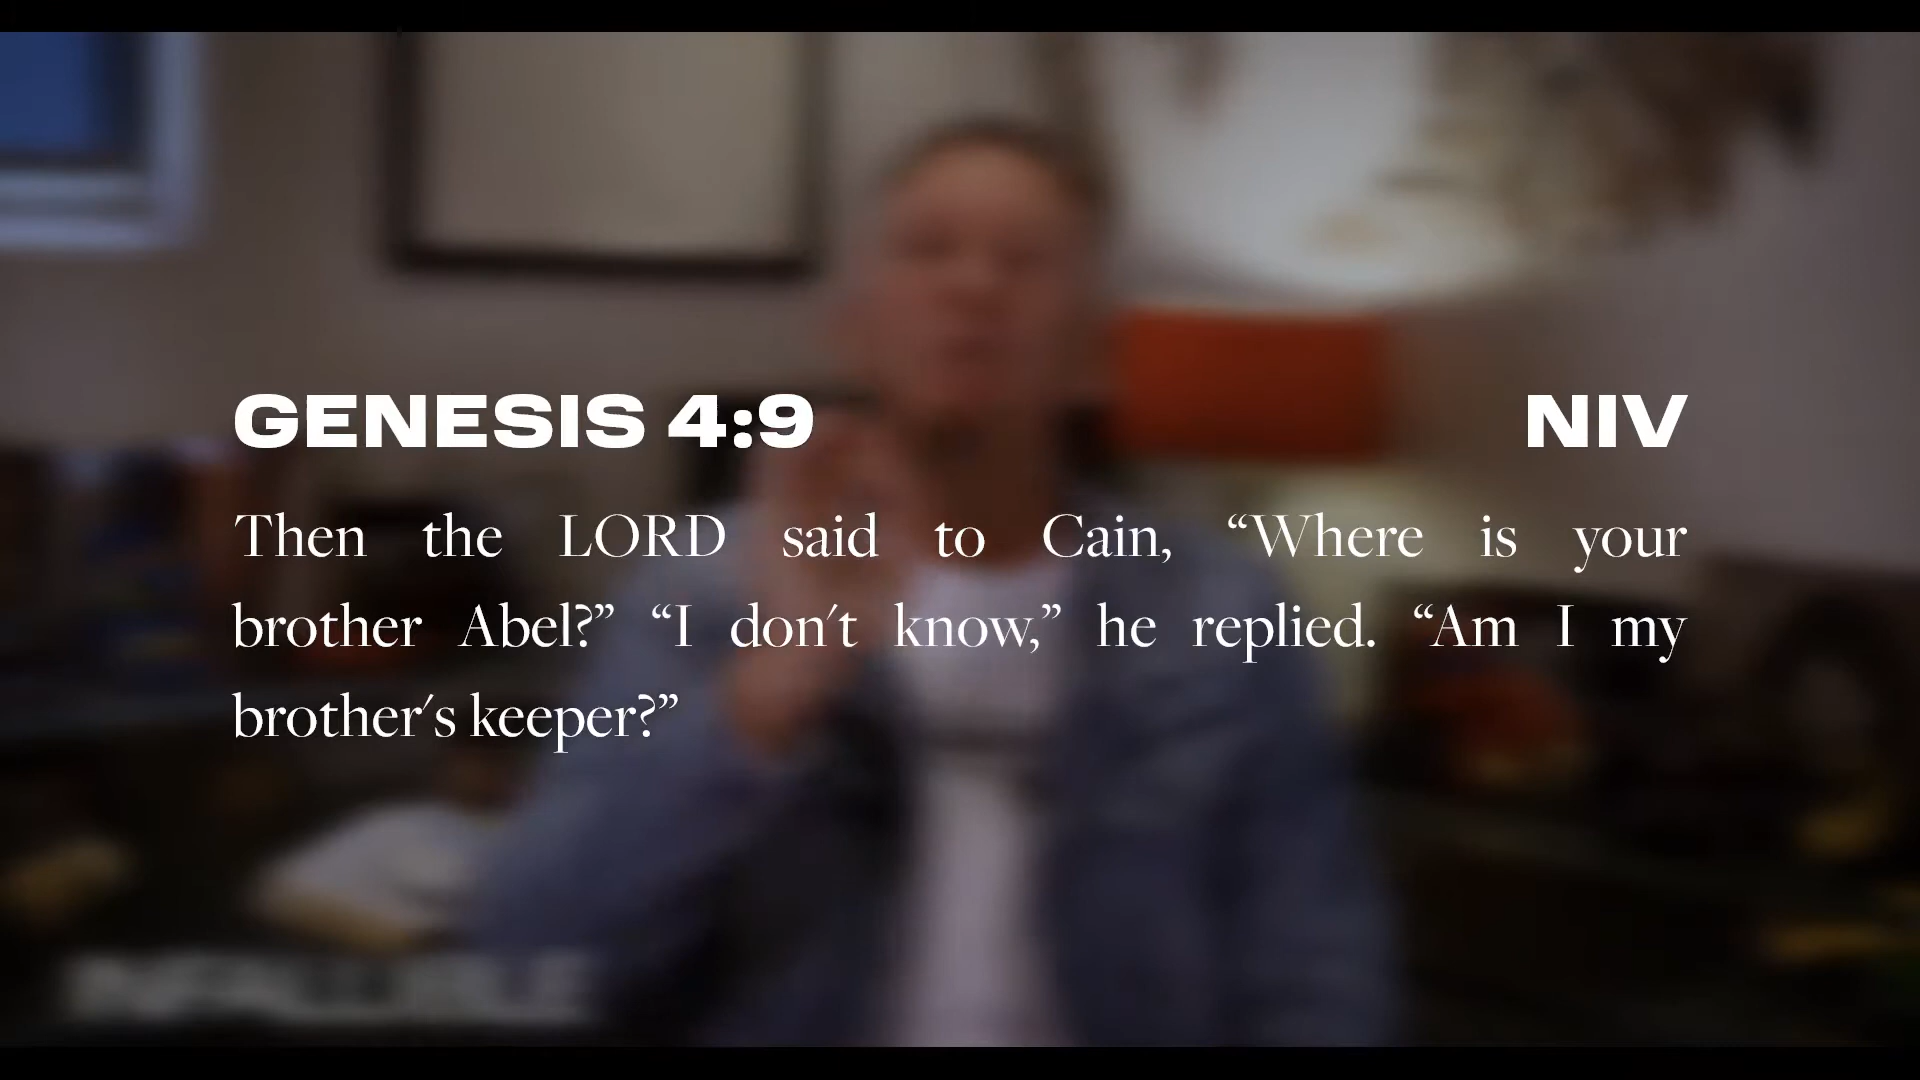 GENESIS 4:9 NIV
Then the LORD said to Cain, “Where is your
brother Abel?” “I don't know,” he replied. “Am I my
brother's keeper?”
INFALLIBLE